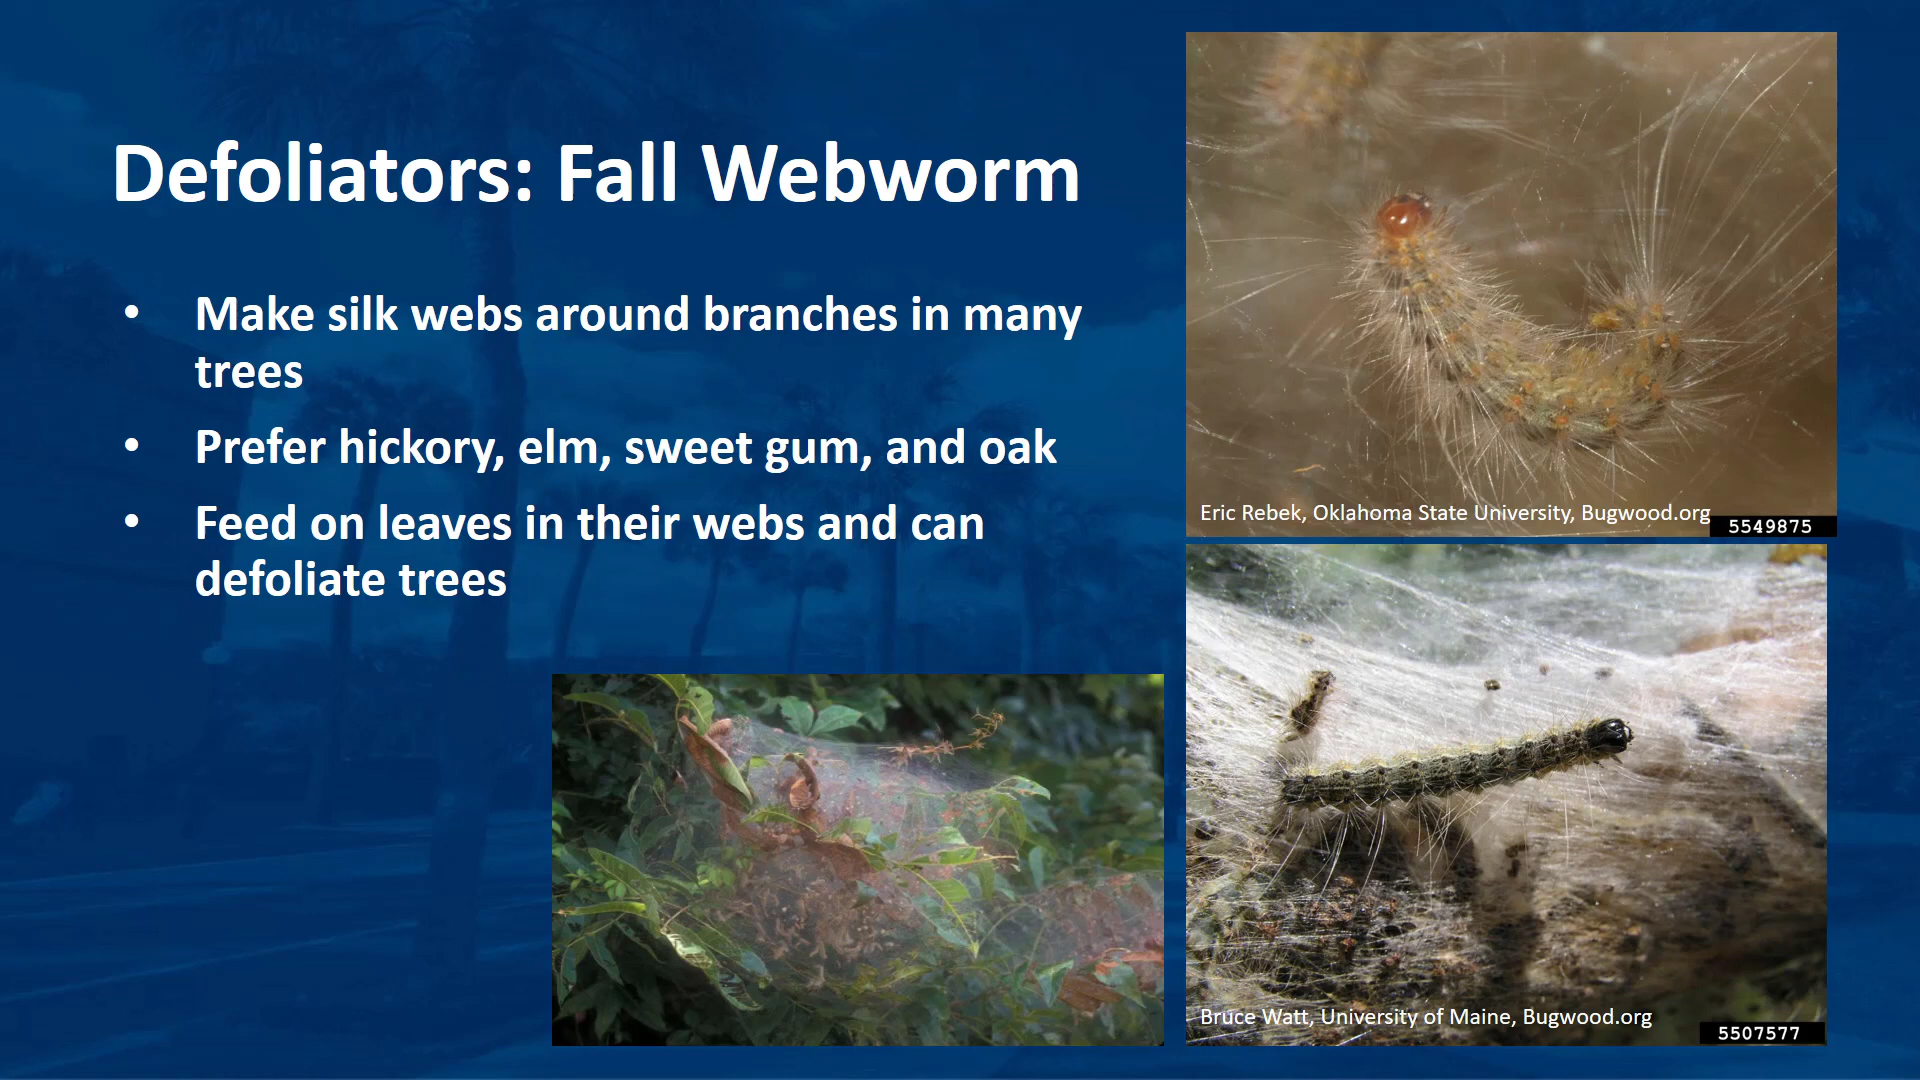 Defoliators: Fall Webworm
• Make silk webs around branches in many
trees
• Prefer hickory, elm, sweet gum, and oak
• Feed on leaves in their webs and can
defoliate trees
Eric Rebek, Oklahoma State University, Bugwood.org
5549875
Bruce Watt, University of Maine, Bugwood.org
5507577